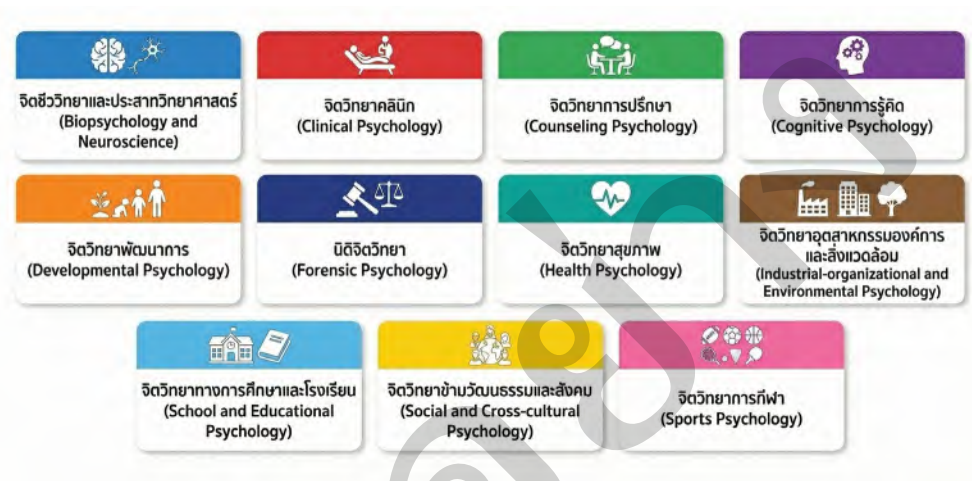 จิตชีววิทยาและประสาทวิทยาศาสตร์
(Biopsychology and
Neuroscience)
จิตวิทยาคลินิก
(Clinical Psychology)
จิตวิทยาการปรึกษา
(Counseling Psychology)
จิตวิทยาการรู้คิด
(Cognitive Psychology)
จิตวิทยาพัฒนาการ
(Developmental Psychology)
นิติจิตวิทยา
(Forensic Psychology)
จิตวิทยาสุขภาพ
(Health Psychology)
จิตวิทยาอุตสาหกรรมองค์การ
และสิ่งแวดล้อม
(Industrial-organizational and
Environmental Psychology)
จิตวิทยาทางการศึกษาและโรงเรียน
(School and Educational
Psychology)
จิตวิทยาข้ามวัฒนธรรมและสังคม
(Social and Cross-cultural
Psychology)
จิตวิทยาการกีฬา
(Sports Psychology)